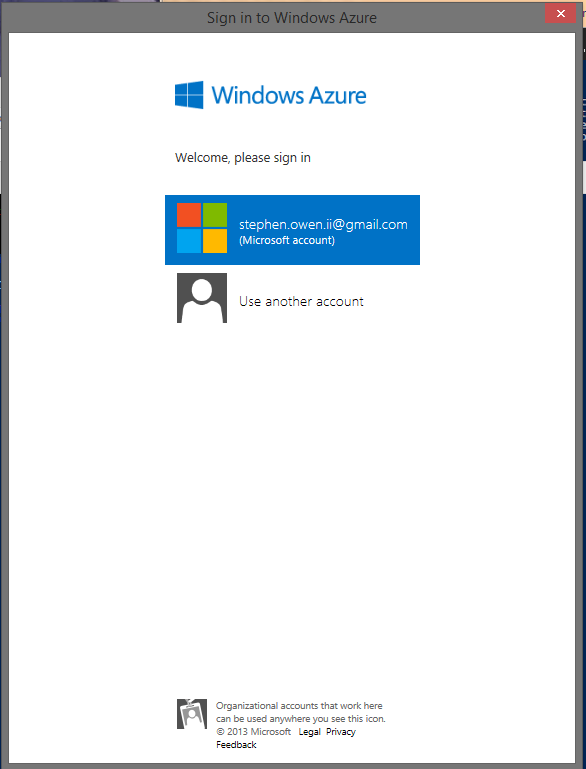 Sign in to Windows Azure
Windows Azure
Welcome, please sign in
stephen.owen.ii@gmail.com
(Microsoft account)
Use another account
Organizational accounts that work here
can be used anywhere you see this icon.
© 2013 Microsoft Legal Privacy
Feedback